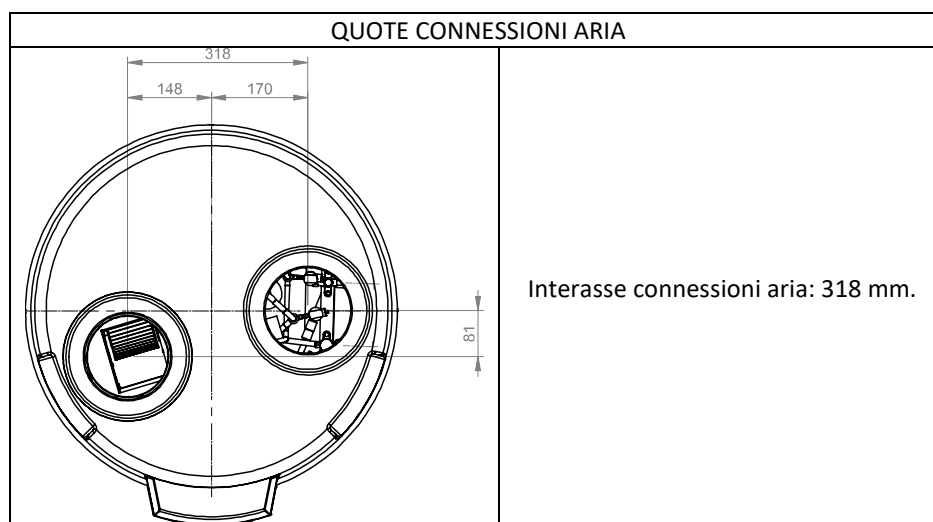 QUOTE CONNESSIONI ARIA
318
148
170
Interasse connessioni aria: 318 mm.
81